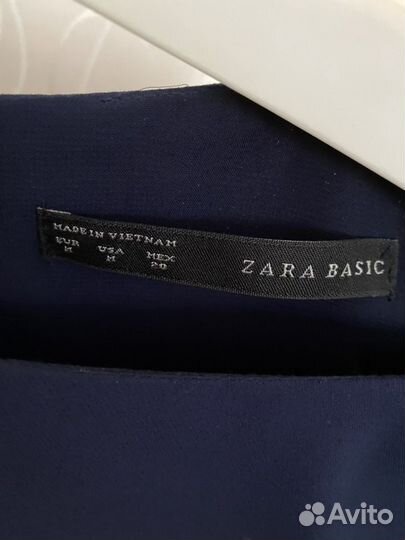 MADE IN VIETNAM
EUR USA MEX
M M 28
ZARA BASIC
Avito